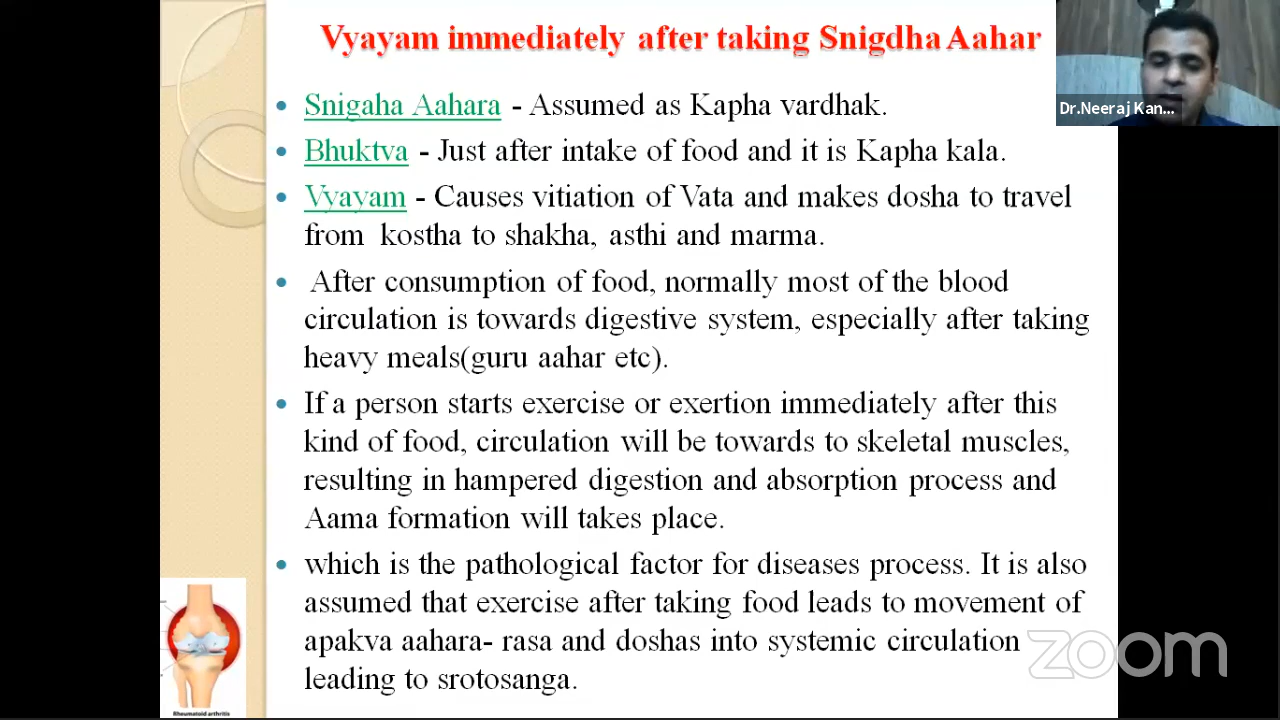 Vyayam immediately after taking Snigdha Aahar
Dr.Neeraj Kan...
Snigaha Aahara - Assumed as Kapha vardhak.
Bhuktva - Just after intake of food and it is Kapha kala.
Vyayam - Causes vitiation of Vata and makes dosha to travel
from kostha to shakha, asthi and marma.
After consumption of food, normally most of the blood
circulation is towards digestive system, especially after taking
heavy meals(guru aahar etc).
If a person starts exercise or exertion immediately after this
kind of food, circulation will be towards to skeletal muscles,
resulting in hampered digestion and absorption process and
Aama formation will takes place.
which is the pathological factor for diseases process. It is also
assumed that exercise after taking food leads to movement of
apakva aahara- rasa and doshas into systemic circulation
leading to srotosanga.
zoom
Rheumatoid arthritis